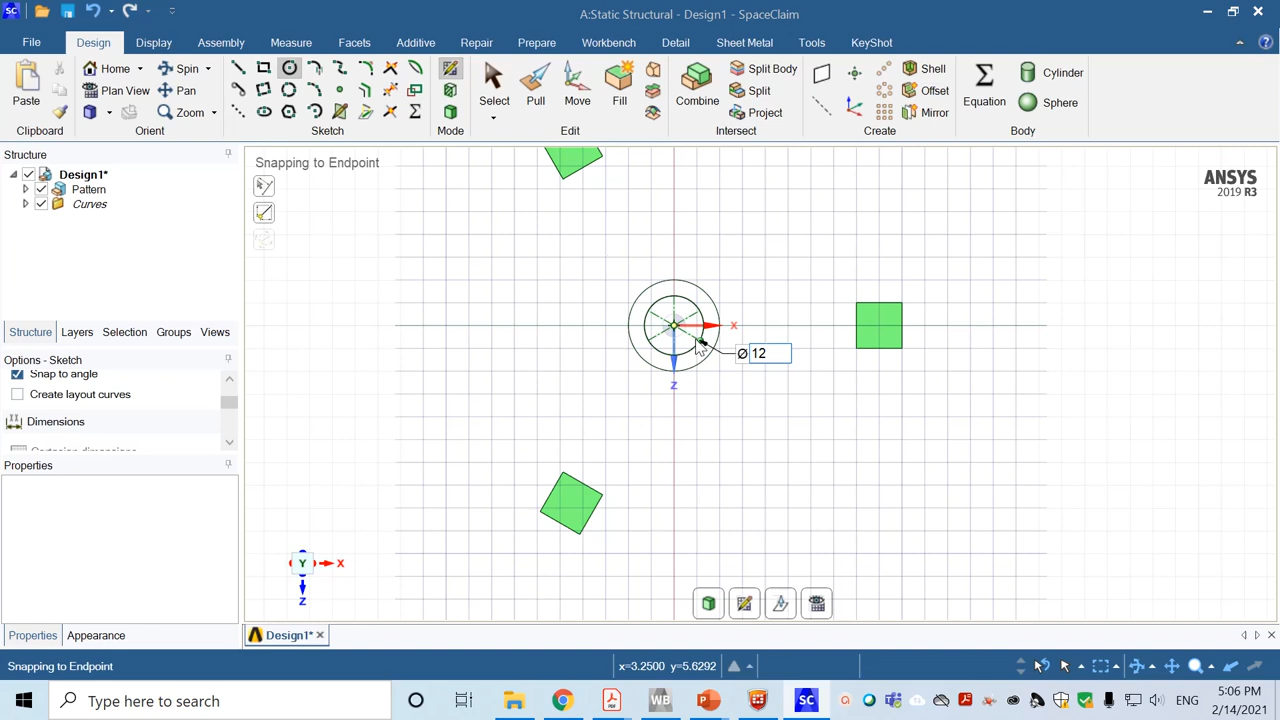 A:Static Structural - Design1 - SpaceClaim
File Design Display Assembly Measure Facets Additive Repair Prepare Workbench Detail Sheet Metal Tools KeyShot
Paste
Home Spin
Plan View Pan
Zoom
Select Pull Move Fill
Combine
Split Body
Split
Project
Shell
Offset
Mirror
Equation
Cylinder
Sphere
Clipboard Orient Sketch Mode Edit Intersect Create Body
Structure
Design1*
Pattern
Curves
Structure Layers Selection Groups Views
Options - Sketch
Snap to angle
Create layout curves
Dimensions
Properties
Properties Appearance
Snapping to Endpoint
ANSYS
2019 R3
X
Z
Ø 12
Y X
Z
Design1*
Snapping to Endpoint
x=3.2500 y=5.6292
Type here to search
ENG
5:06 PM
2/14/2021